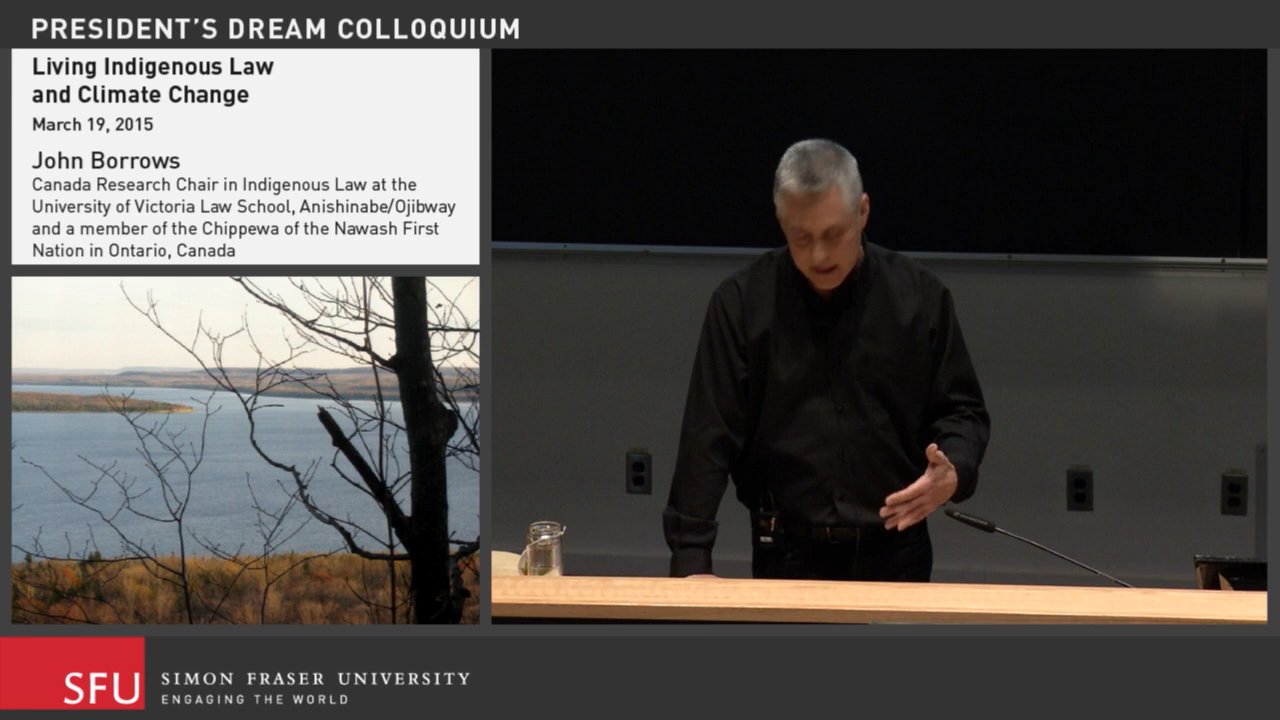 PRESIDENT'S DREAM COLLOQUIUM
Living Indigenous Law
and Climate Change
March 19, 2015
John Borrows
Canada Research Chair in Indigenous Law at the
University of Victoria Law School, Anishinabe/Ojibway
and a member of the Chippewa of the Nawash First
Nation in Ontario, Canada
SFU
SIMON FRASER UNIVERSITY
ENGAGING THE WORLD